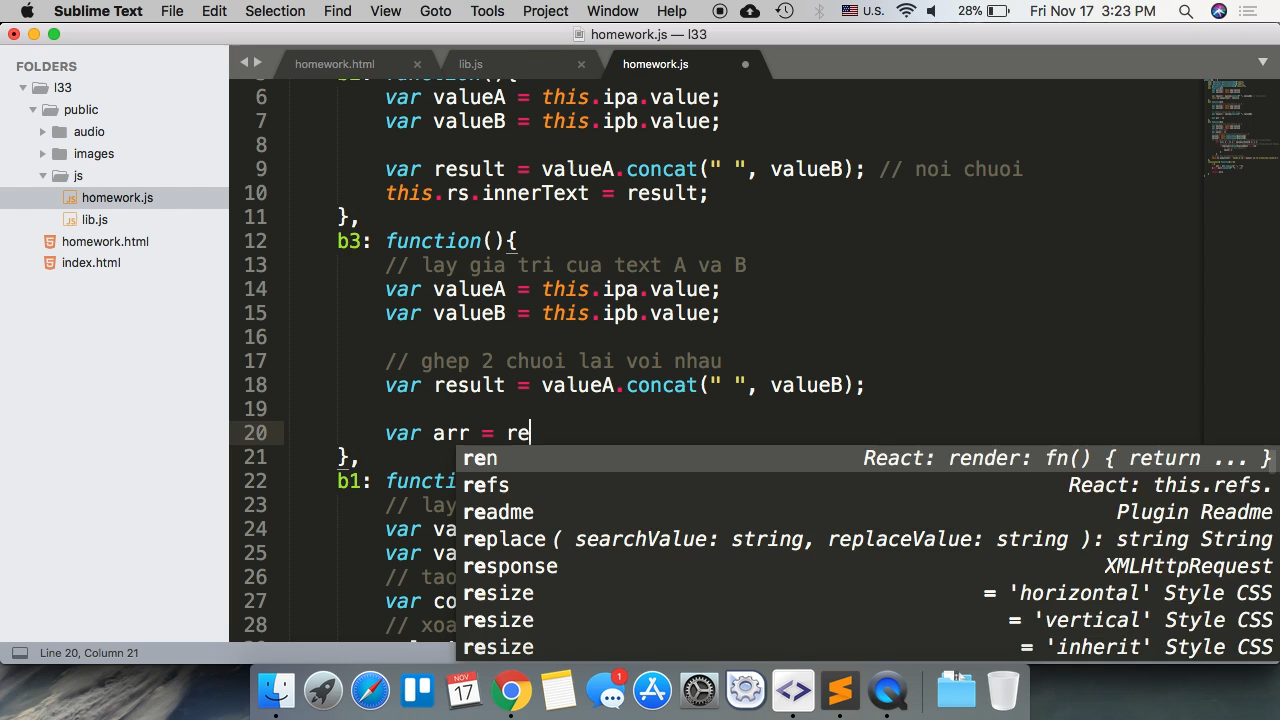 Sublime Text File Edit Selection Find View Goto Tools Project Window Help U.S. 28% Fri Nov 17 3:23 PM
homework.js — l33
FOLDERS
l33
public
audio
images
js
homework.js
lib.js
homework.html
index.html
homework.html × lib.js × homework.js
6 var valueA = this.ipa.value;
7 var valueB = this.ipb.value;
8
9 var result = valueA.concat(" ", valueB); // noi chuoi
10 this.rs.innerText = result;
11 },
12 b3: function(){
13 // lay gia tri cua text A va B
14 var valueA = this.ipa.value;
15 var valueB = this.ipb.value;
16
17 // ghep 2 chuoi lai voi nhau
18 var result = valueA.concat(" ", valueB);
19
20 var arr = re
21 },
22 b1: functi
23 // lay
24 var va
25 var va
26 // tao
27 var co
28 // xoa
ren React: render: fn() { return ... }
refs React: this.refs.
readme Plugin Readme
replace( searchValue: string, replaceValue: string ): string String
response XMLHttpRequest
resize = 'horizontal' Style CSS
resize = 'vertical' Style CSS
resize = 'inherit' Style CSS
Line 20, Column 21
NOV
17
1